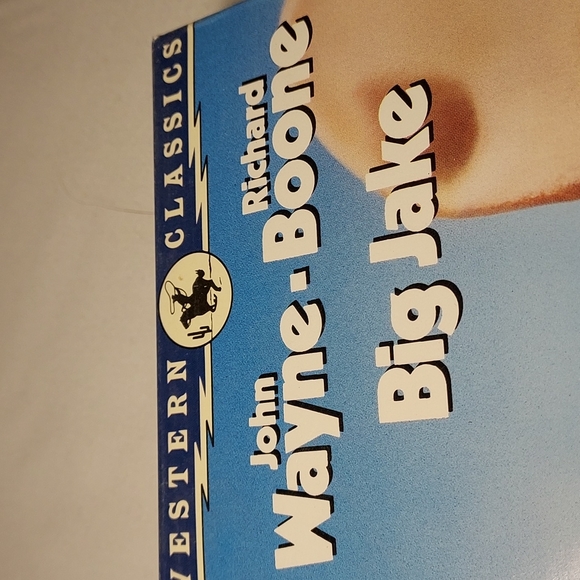 WESTERN CLASSICS
John Richard
Wayne · Boone
Big Jake